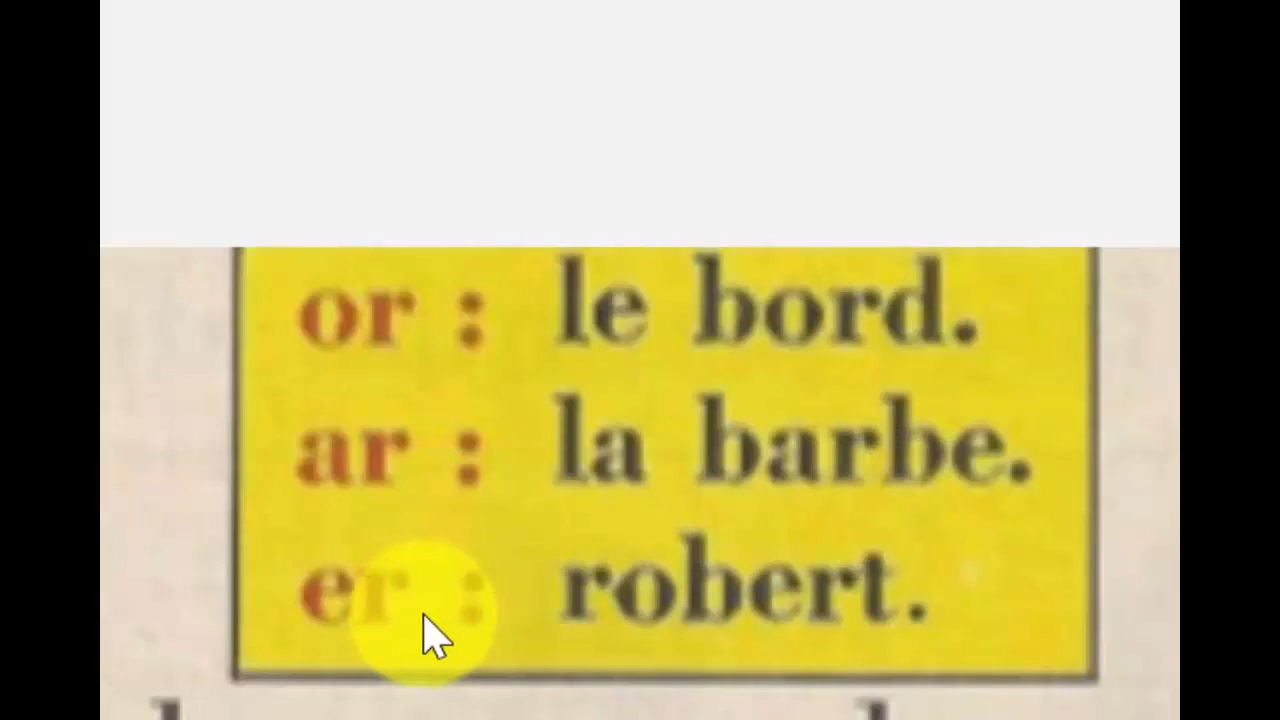 or : le bord.
ar : la barbe.
er : robert.